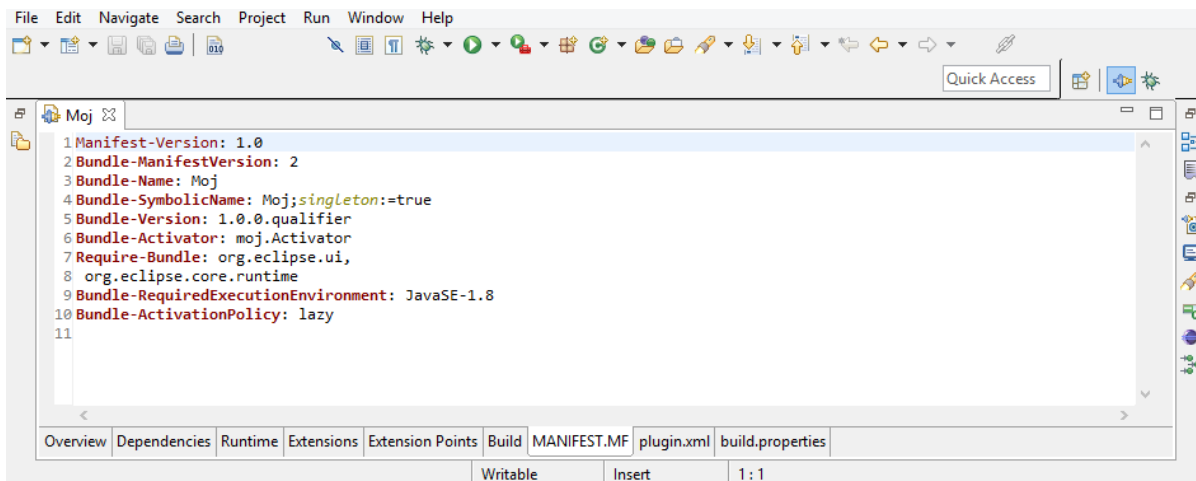 File Edit Navigate Search Project Run Window Help
010
Quick Access
Moj
1 Manifest-Version: 1.0
2 Bundle-ManifestVersion: 2
3 Bundle-Name: Moj
4 Bundle-SymbolicName: Moj;singleton:=true
5 Bundle-Version: 1.0.0.qualifier
6 Bundle-Activator: moj.Activator
7 Require-Bundle: org.eclipse.ui,
8 org.eclipse.core.runtime
9 Bundle-RequiredExecutionEnvironment: JavaSE-1.8
10 Bundle-ActivationPolicy: lazy
11
Overview Dependencies Runtime Extensions Extension Points Build MANIFEST.MF plugin.xml build.properties
Writable Insert 1 : 1